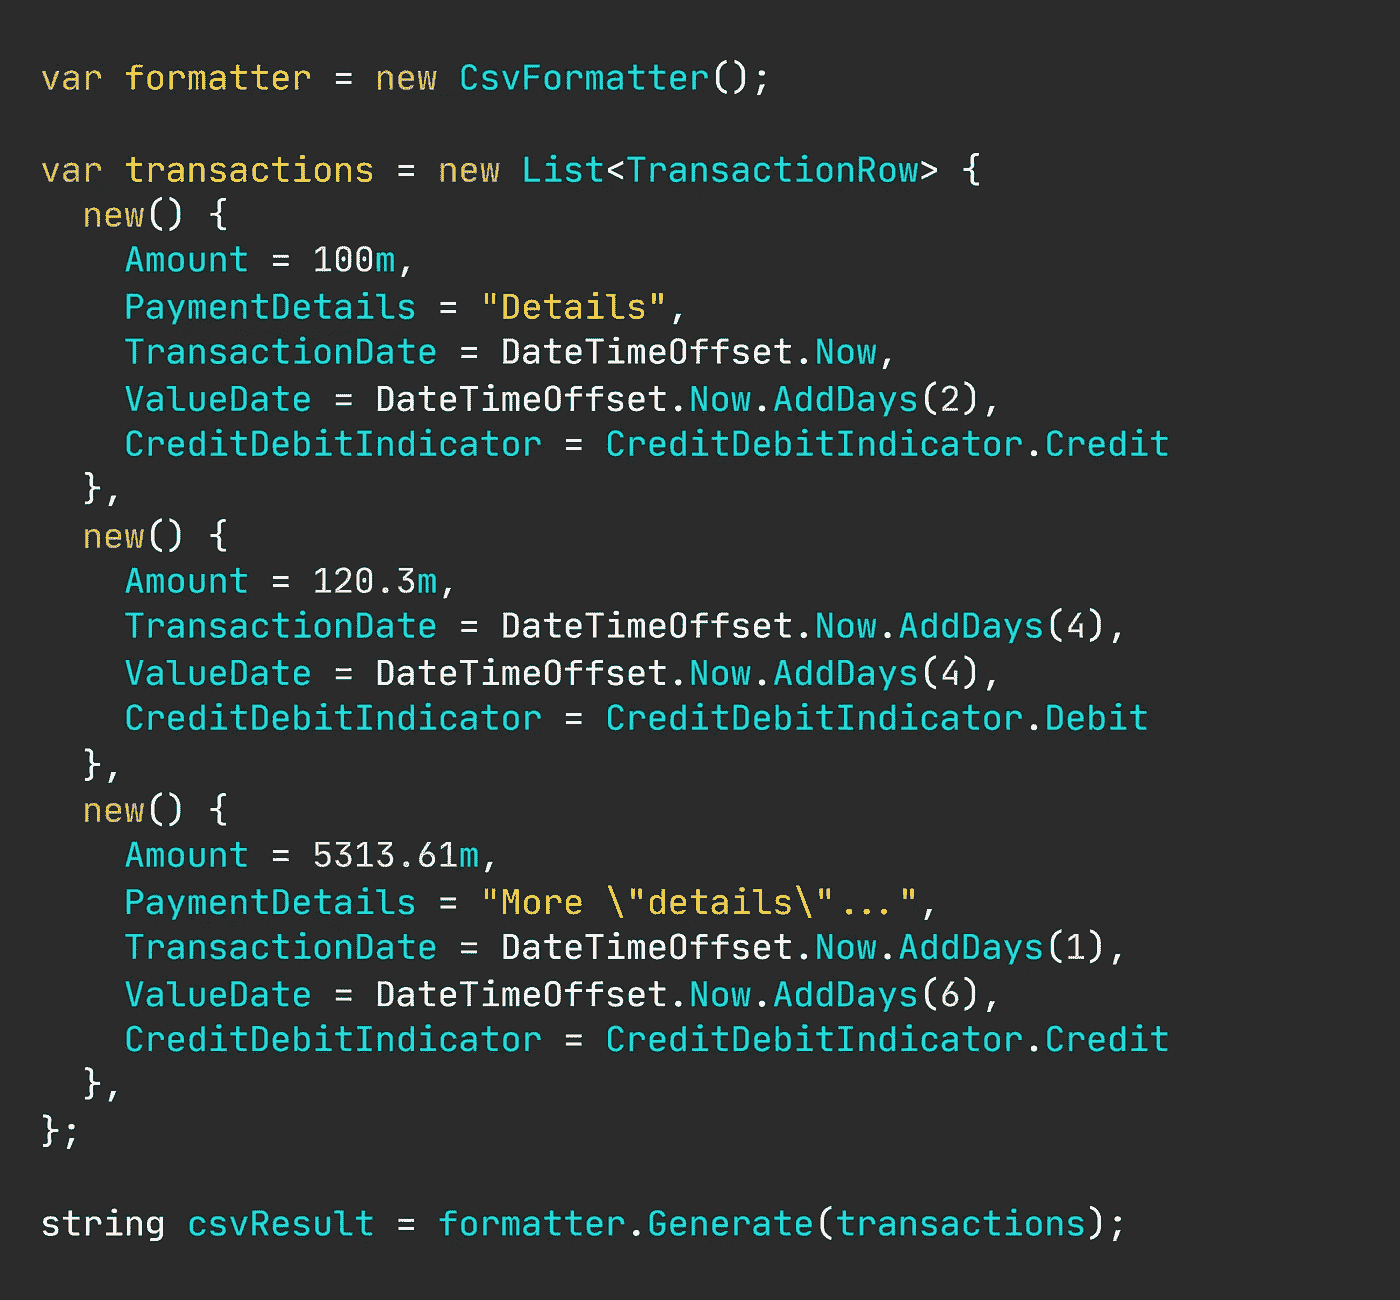 var formatter = new CsvFormatter();

var transactions = new List<TransactionRow> {
  new() {
    Amount = 100m,
    PaymentDetails = "Details",
    TransactionDate = DateTimeOffset.Now,
    ValueDate = DateTimeOffset.Now.AddDays(2),
    CreditDebitIndicator = CreditDebitIndicator.Credit
  },
  new() {
    Amount = 120.3m,
    TransactionDate = DateTimeOffset.Now.AddDays(4),
    ValueDate = DateTimeOffset.Now.AddDays(4),
    CreditDebitIndicator = CreditDebitIndicator.Debit
  },
  new() {
    Amount = 5313.61m,
    PaymentDetails = "More \"details\"...",
    TransactionDate = DateTimeOffset.Now.AddDays(1),
    ValueDate = DateTimeOffset.Now.AddDays(6),
    CreditDebitIndicator = CreditDebitIndicator.Credit
  },
};

string csvResult = formatter.Generate(transactions);